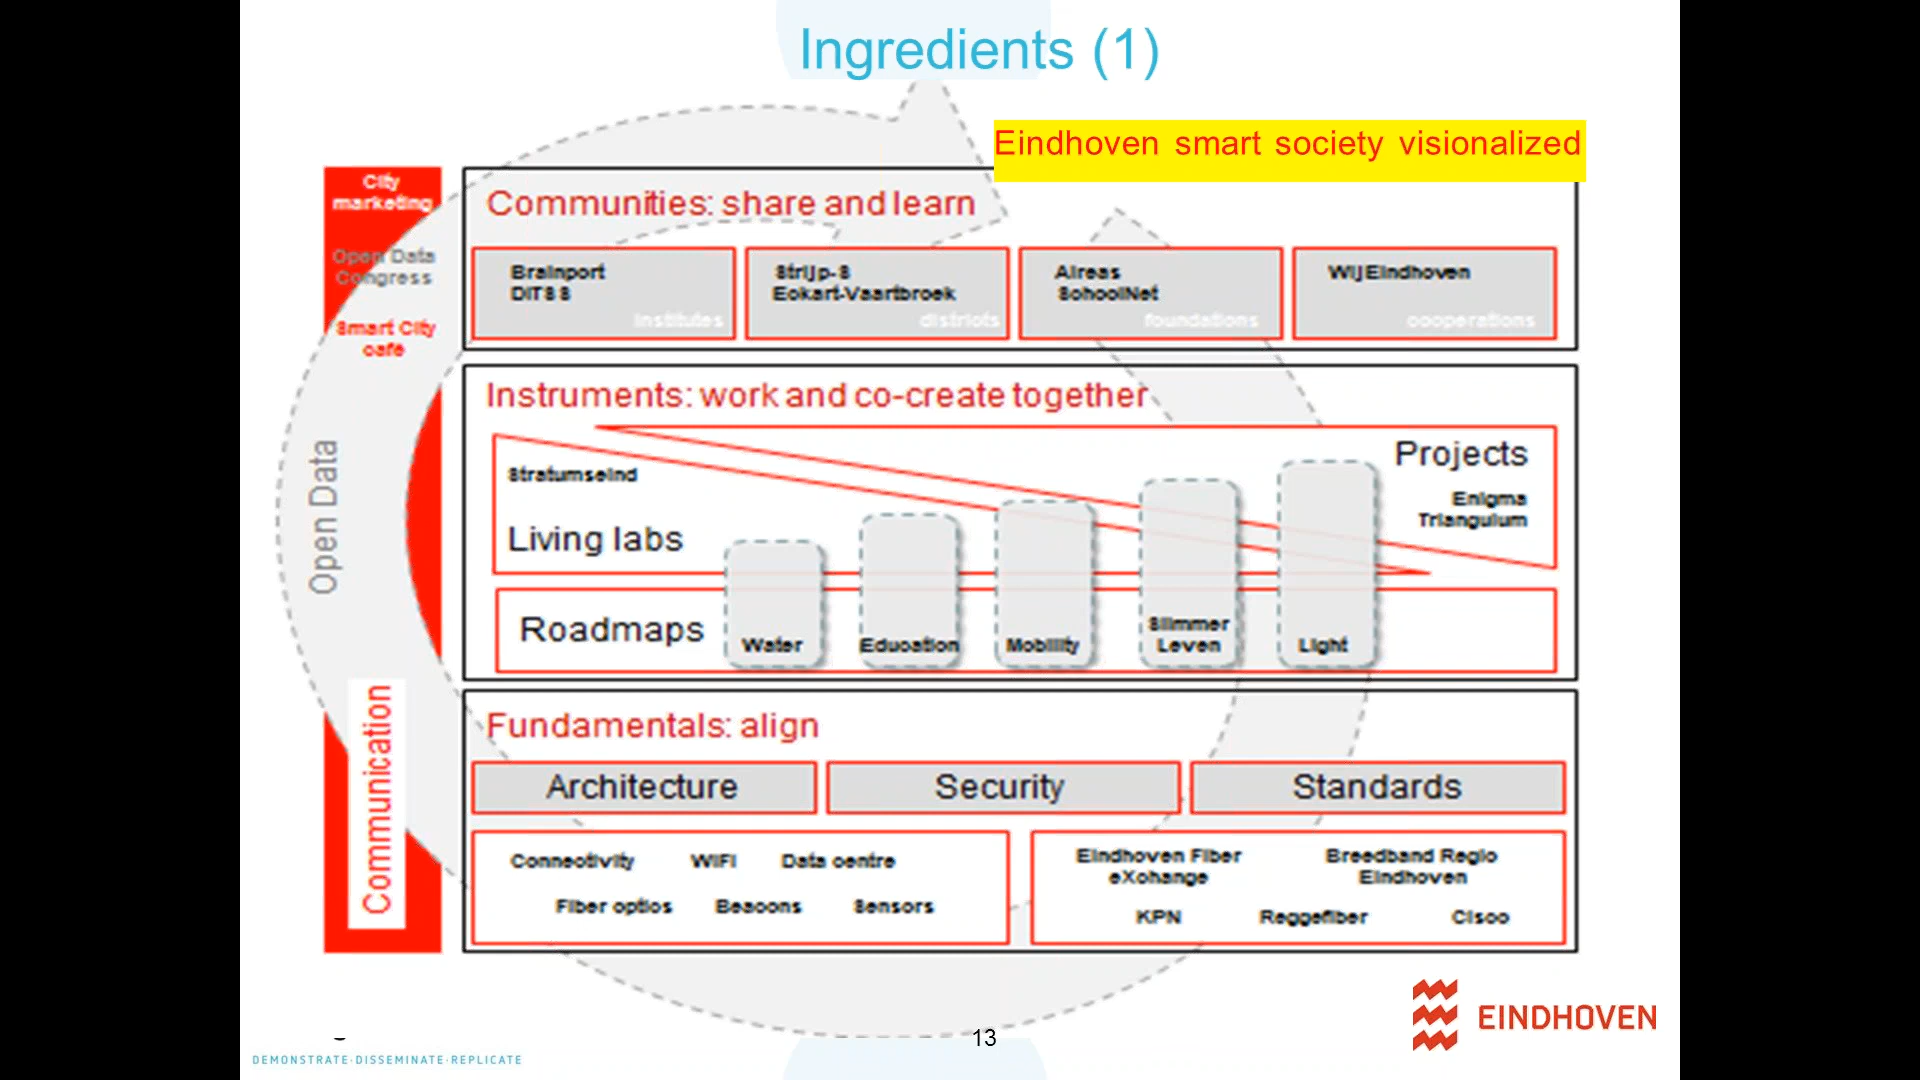 Ingredients (1)
Eindhoven smart society visionalized
City
marketing
Open Data
Congress
Smart City
café
Open Data
Communication
Communities: share and learn
Brainport
DITSS
institutes
Strijp-S
Eckart-Vaartbroek
districts
Aireas
SchoolNet
foundations
WijEindhoven
cooperations
Instruments: work and co-create together
Stratumseind
Living labs
Projects
Enigma
Triangulum
Roadmaps
Water
Education
Mobility
Slimmer
Leven
Light
Fundamentals: align
Architecture
Security
Standards
Connectivity WIFI Data centre
Fiber optics Beacons Sensors
Eindhoven Fiber
eXchange
Breedband Regio
Eindhoven
KPN Reggefiber Cisco
EINDHOVEN
13
DEMONSTRATE·DISSEMINATE·REPLICATE